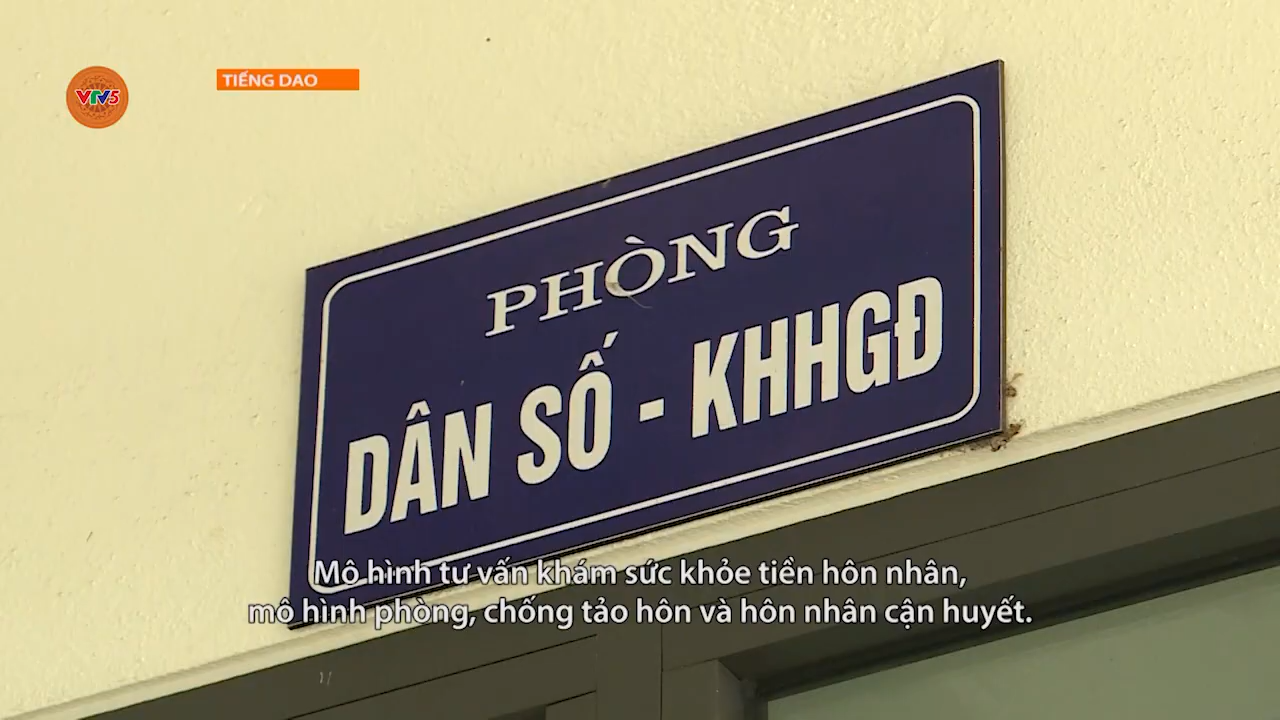 VTV5
TIẾNG DAO
PHÒNG
DÂN SỐ - KHHGĐ
Mô hình tư vấn khám sức khỏe tiền hôn nhân,
mô hình phòng, chống tảo hôn và hôn nhân cận huyết.